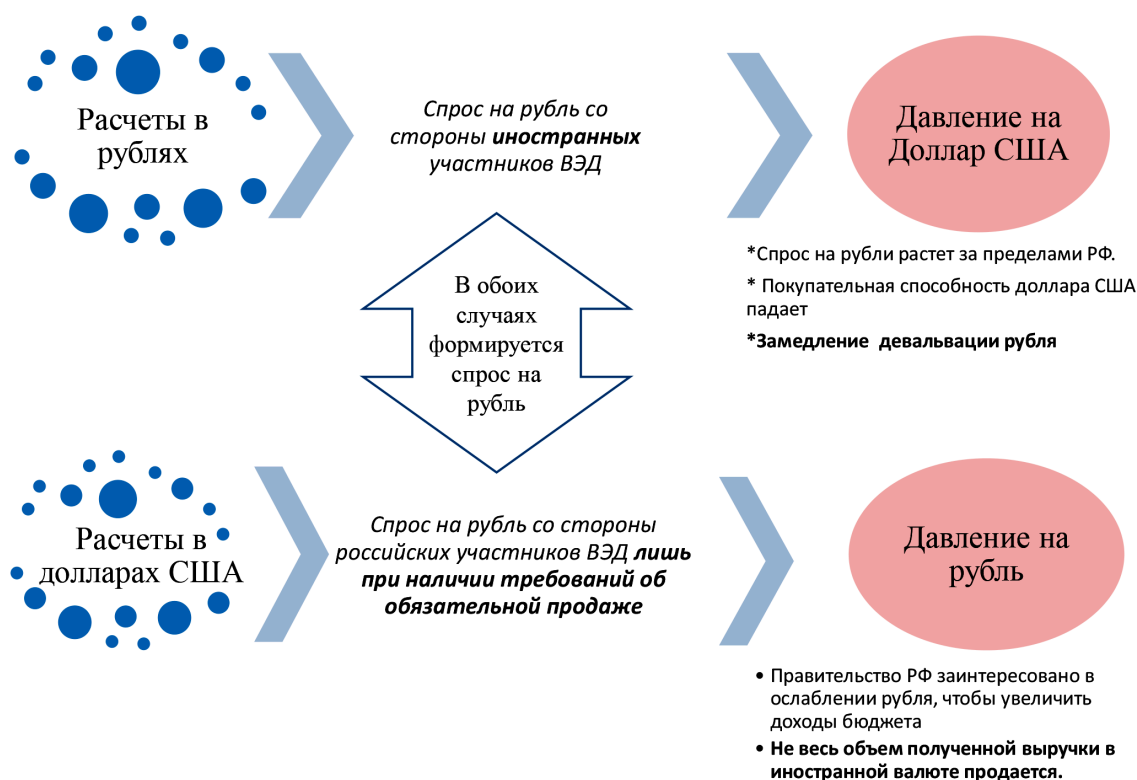 Расчеты в
рублях
Спрос на рубль со
стороны иностранных
участников ВЭД
Давление на
Доллар США
*Спрос на рубли растет за пределами РФ.
* Покупательная способность доллара США
падает
*Замедление девальвации рубля
В обоих
случаях
формируется
спрос на
рубль
Расчеты в
долларах США
Спрос на рубль со стороны
российских участников ВЭД лишь
при наличии требований об
обязательной продаже
Давление на
рубль
• Правительство РФ заинтересовано в
ослаблении рубля, чтобы увеличить
доходы бюджета
• Не весь объем полученной выручки в
иностранной валюте продается.